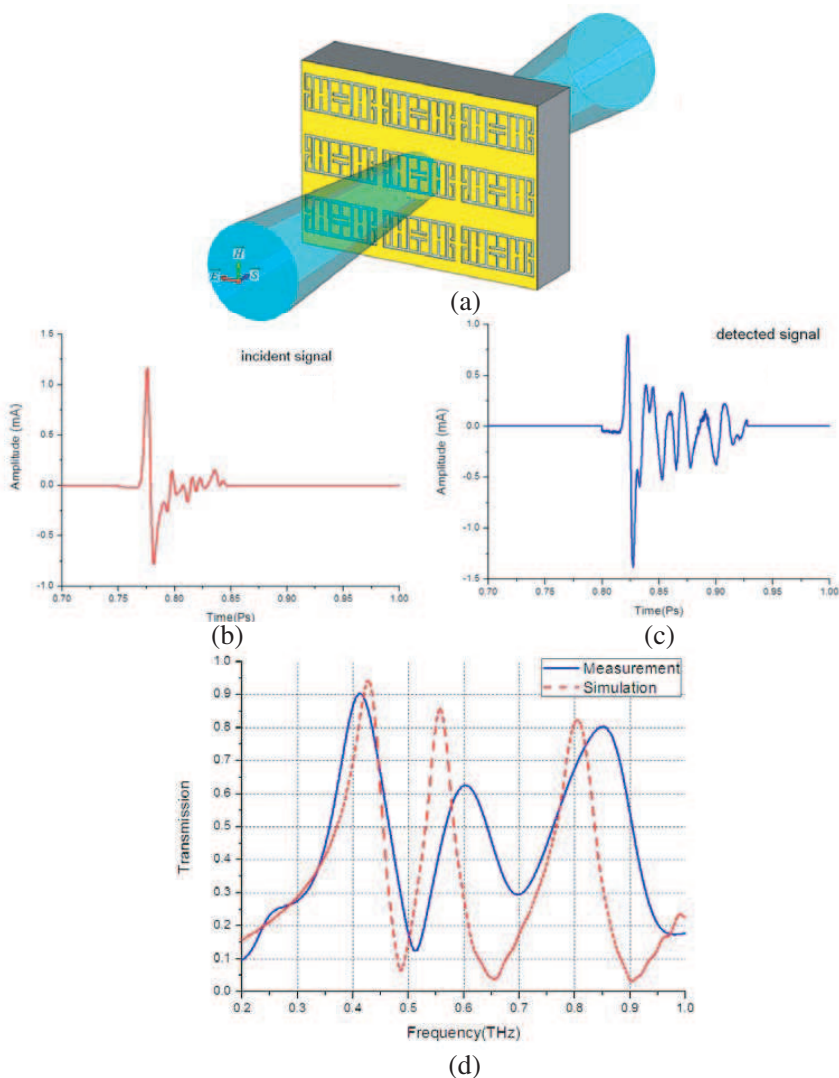 H
E S
(a)
incident signal
Amplitude (mA)
1.5
1.0
0.5
0.0
-0.5
-1.0
0.70 0.75 0.80 0.85 0.90 0.95 1.00
Time(Ps)
(b)
detected signal
Amplitude (mA)
1.0
0.5
0.0
-0.5
-1.0
-1.5
0.70 0.75 0.80 0.85 0.90 0.95 1.00
Time(Ps)
(c)
Measurement
Simulation
Transmission
1.0
0.9
0.8
0.7
0.6
0.5
0.4
0.3
0.2
0.1
0.0
0.2 0.3 0.4 0.5 0.6 0.7 0.8 0.9 1.0
Frequency(THz)
(d)